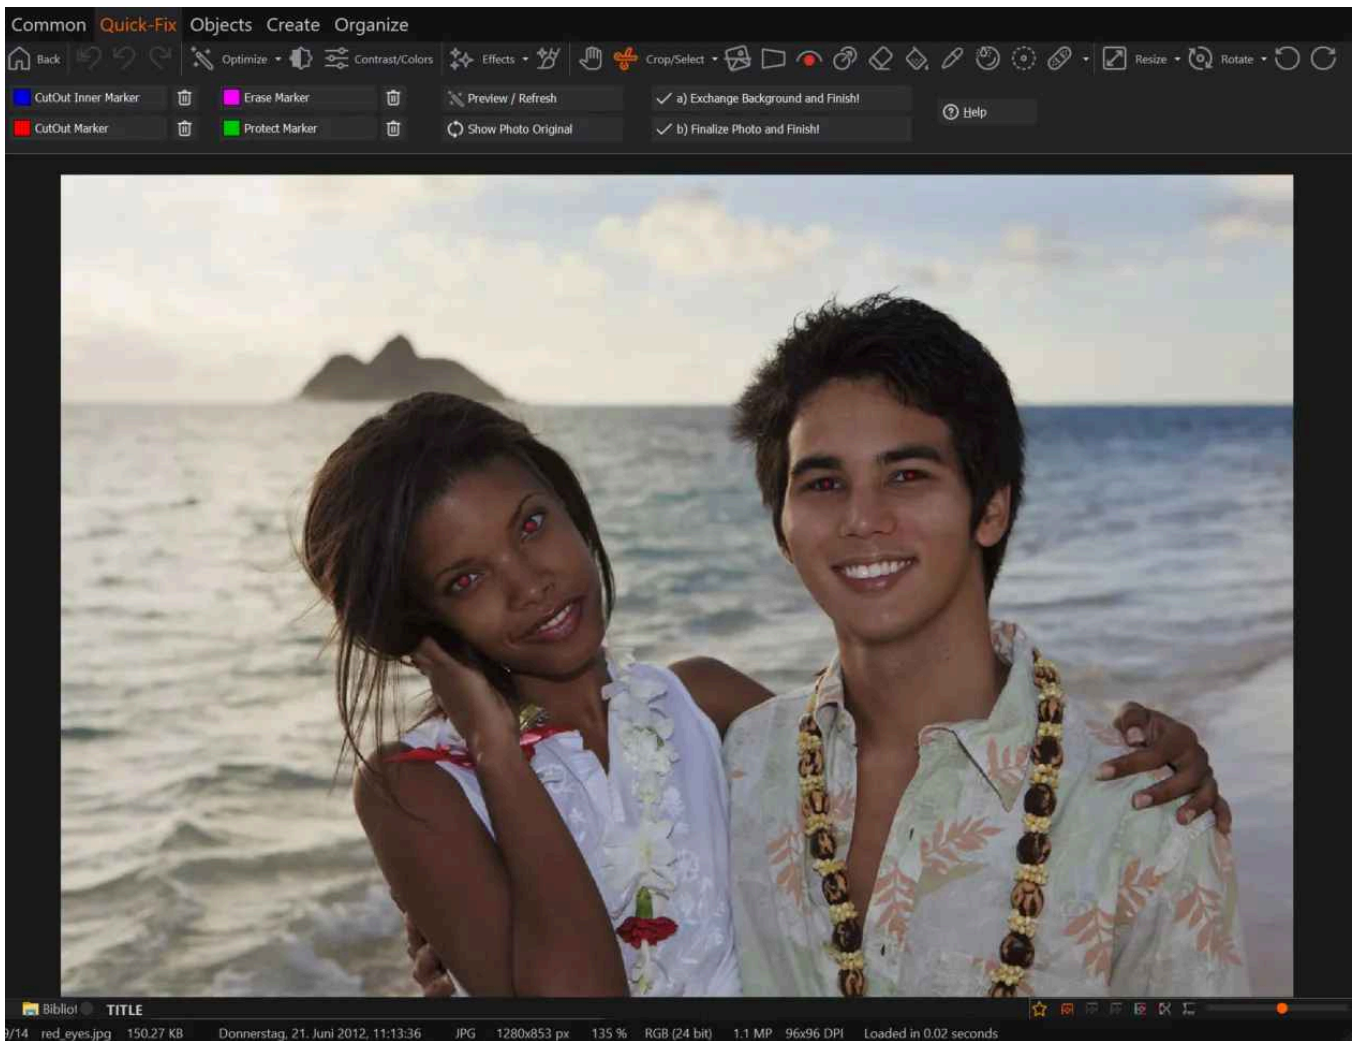 Common Quick-Fix Objects Create Organize
Back Optimize Contrast/Colors Effects Crop/Select Resize Rotate
CutOut Inner Marker Erase Marker Preview / Refresh a) Exchange Background and Finish!
Help
CutOut Marker Protect Marker Show Photo Original b) Finalize Photo and Finish!
Bibliot TITLE
9/14 red_eyes.jpg 150.27 KB Donnerstag, 21. Juni 2012, 11:13:36 JPG 1280x853 px 135 % RGB (24 bit) 1.1 MP 96x96 DPI Loaded in 0.02 seconds